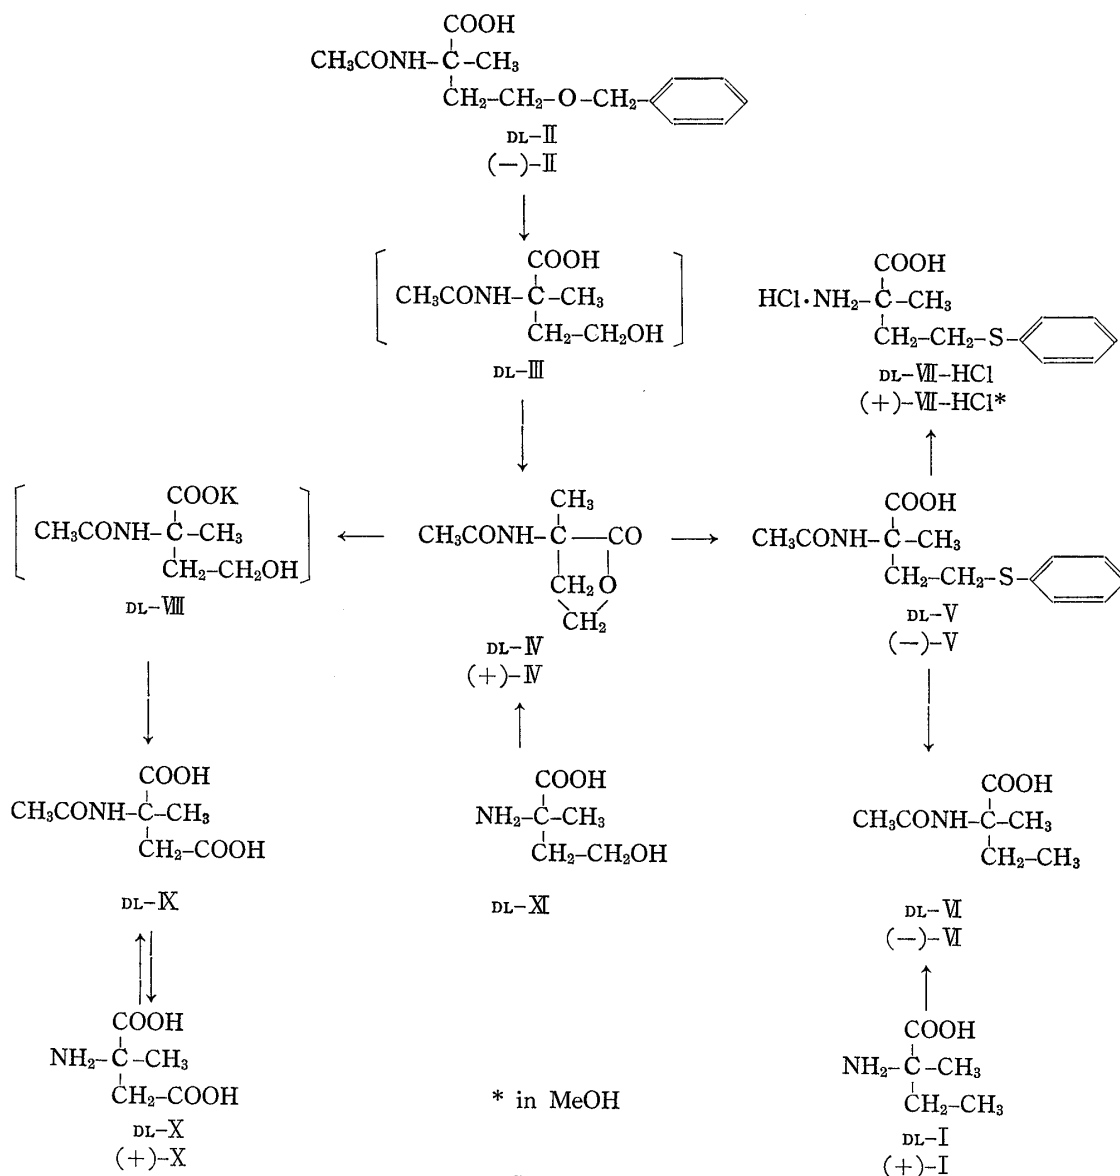 COOH
CH₃CONH–C–CH₃
CH₂–CH₂–O–CH₂–
DL–Ⅱ
(−)–Ⅱ
COOH
CH₃CONH–C–CH₃
CH₂–CH₂OH
DL–Ⅲ
COOH
HCl·NH₂–C–CH₃
CH₂–CH₂–S–
DL–Ⅶ–HCl
(+)–Ⅶ–HCl*
COOK
CH₃CONH–C–CH₃
CH₂–CH₂OH
DL–Ⅷ
CH₃
CH₃CONH–C–CO
CH₂ O
CH₂
DL–Ⅳ
(+)–Ⅳ
COOH
CH₃CONH–C–CH₃
CH₂–CH₂–S–
DL–Ⅴ
(−)–Ⅴ
COOH
CH₃CONH–C–CH₃
CH₂–COOH
DL–Ⅸ
COOH
NH₂–C–CH₃
CH₂–CH₂OH
DL–Ⅺ
COOH
CH₃CONH–C–CH₃
CH₂–CH₃
DL–Ⅵ
(−)–Ⅵ
COOH
NH₂–C–CH₃
CH₂–COOH
DL–Ⅹ
(+)–Ⅹ
* in MeOH
COOH
NH₂–C–CH₃
CH₂–CH₃
DL–Ⅰ
(+)–Ⅰ